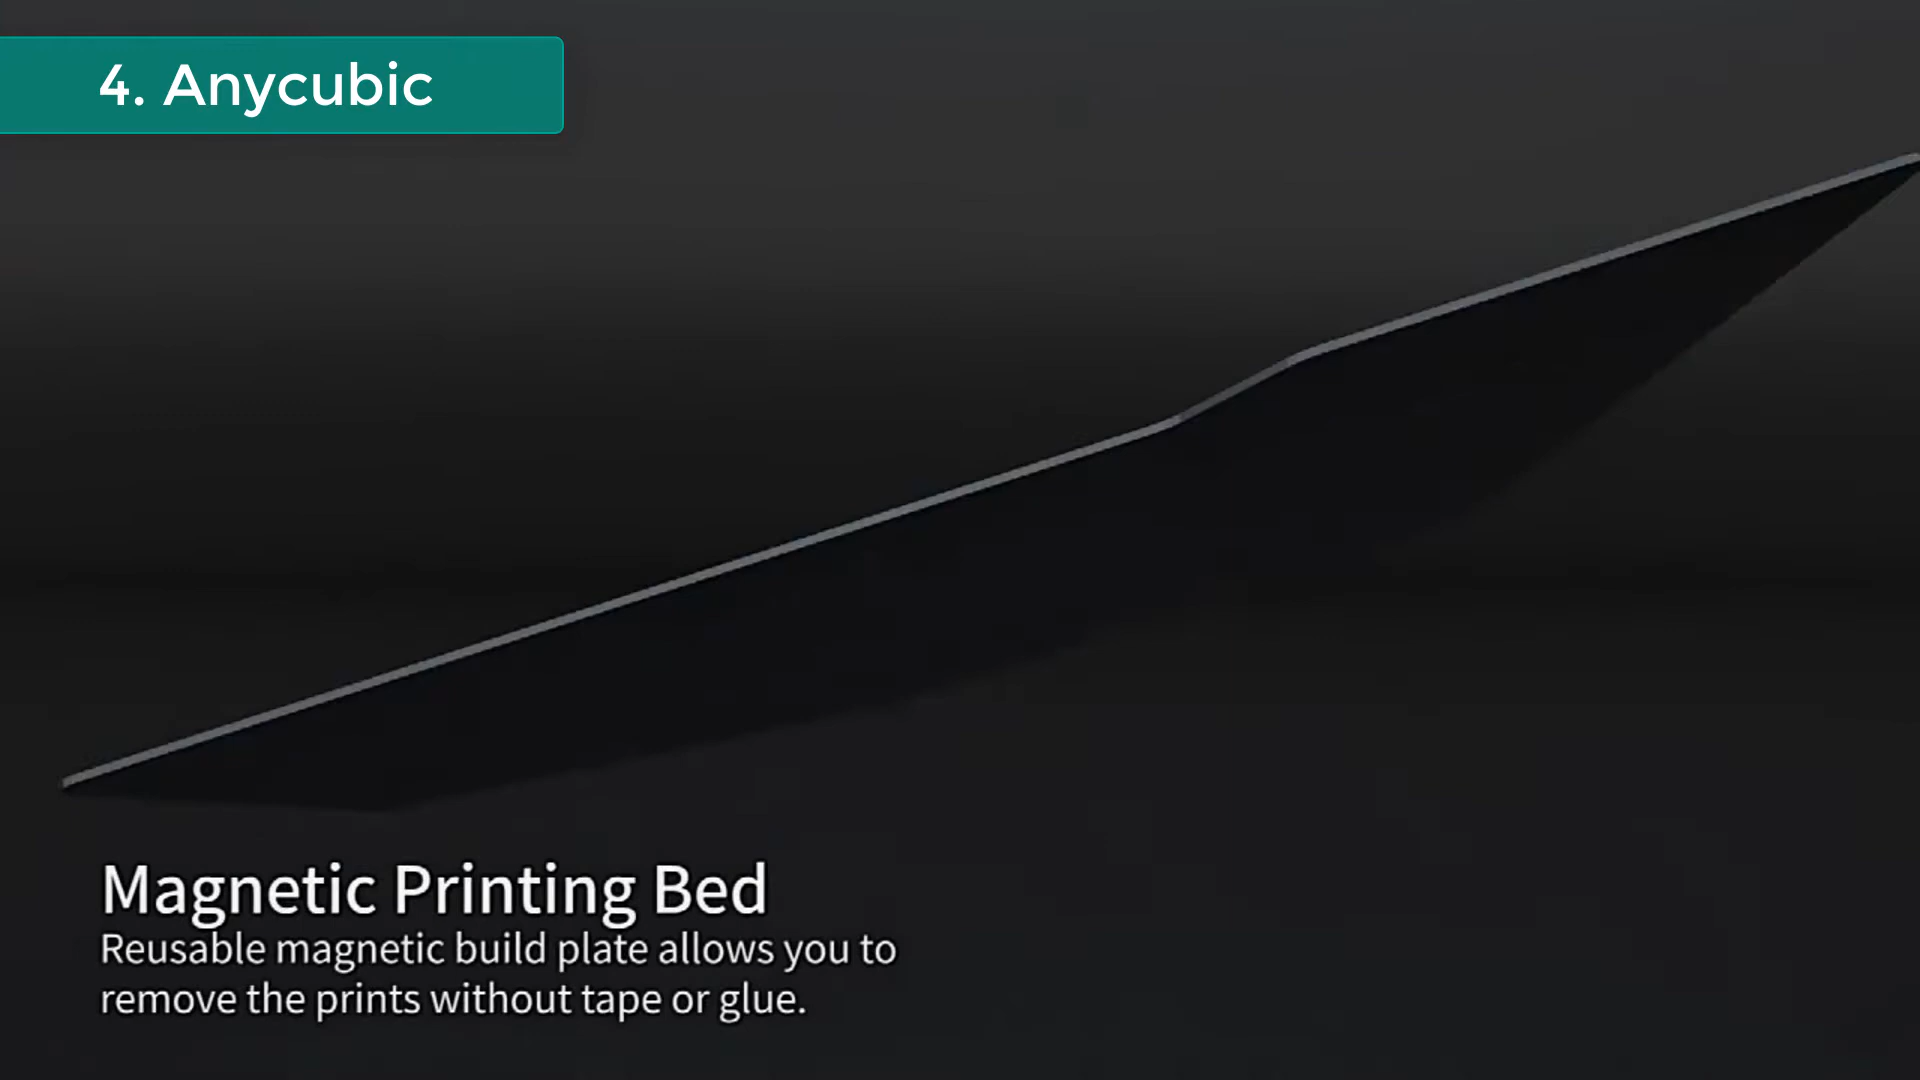 4. Anycubic
Magnetic Printing Bed
Reusable magnetic build plate allows you to
remove the prints without tape or glue.